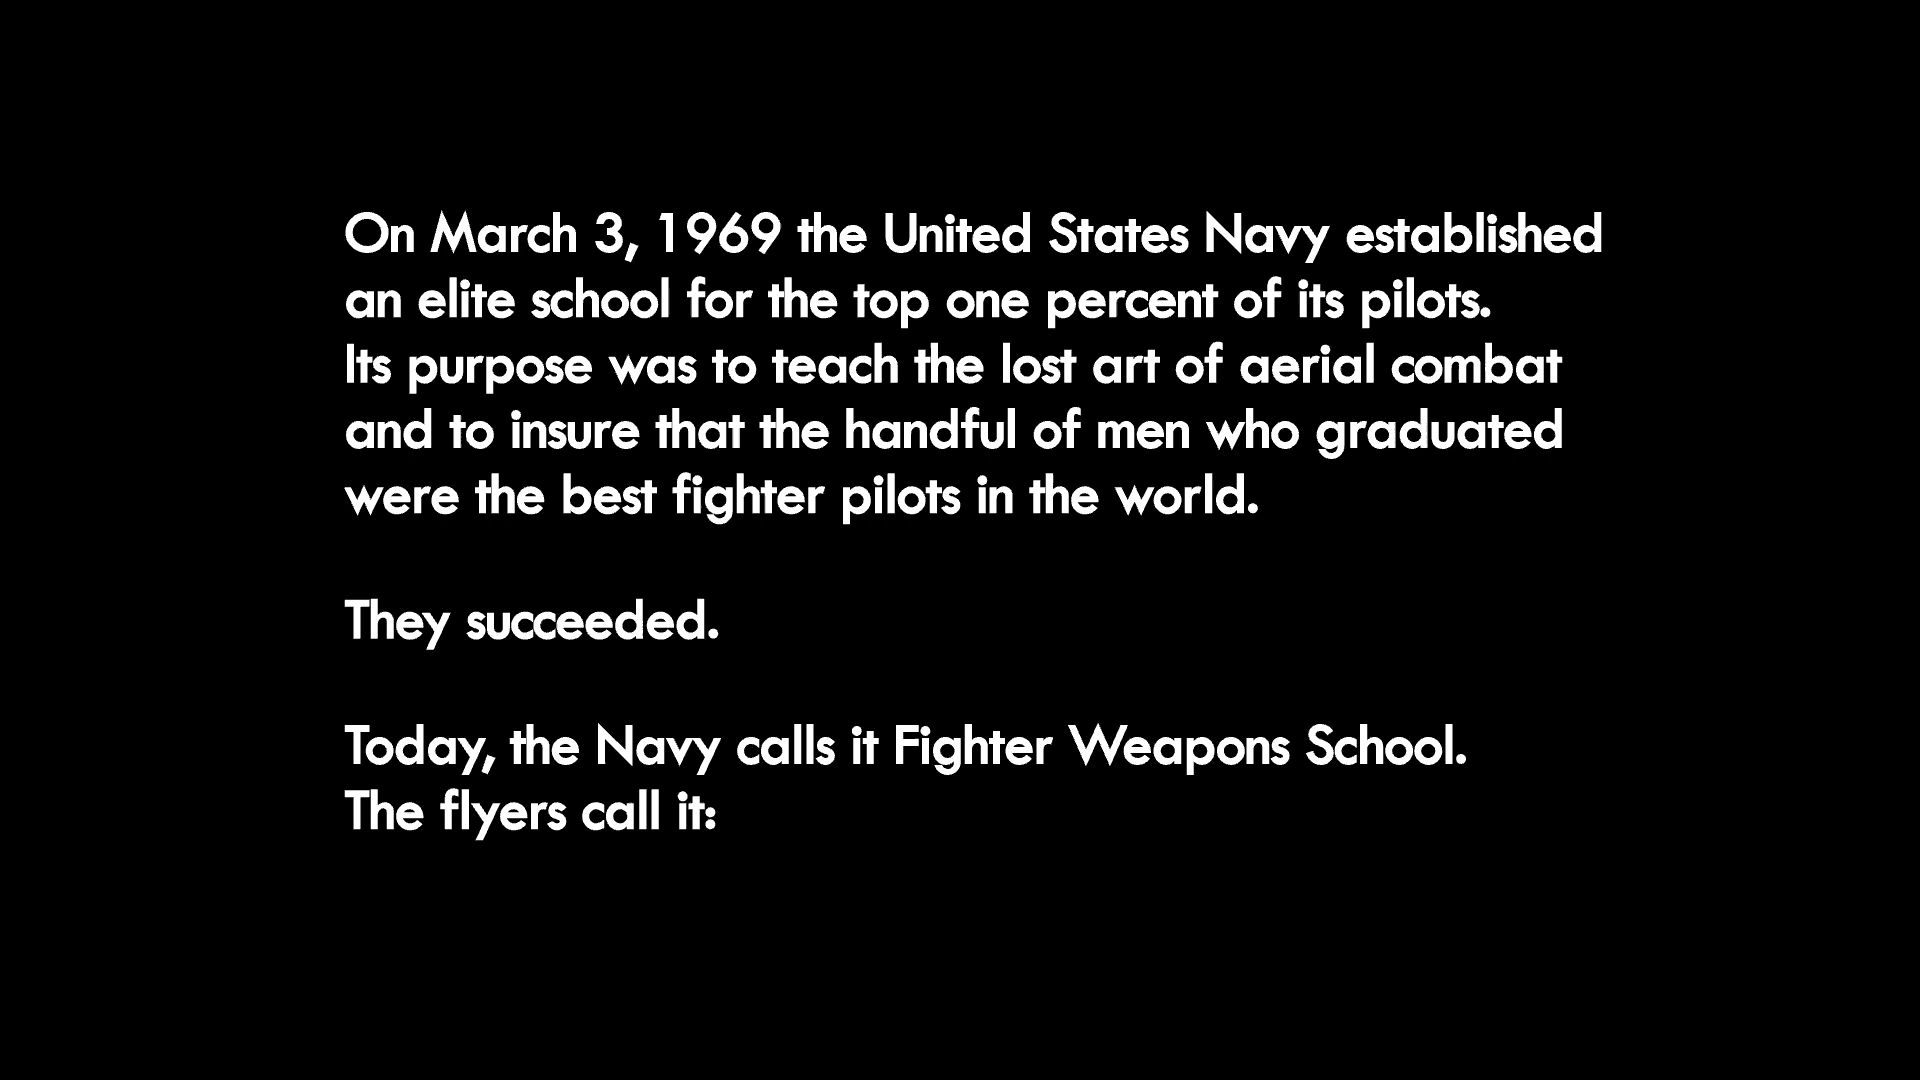 On March 3, 1969 the United States Navy established
an elite school for the top one percent of its pilots.
Its purpose was to teach the lost art of aerial combat
and to insure that the handful of men who graduated
were the best fighter pilots in the world.
They succeeded.
Today, the Navy calls it Fighter Weapons School.
The flyers call it: